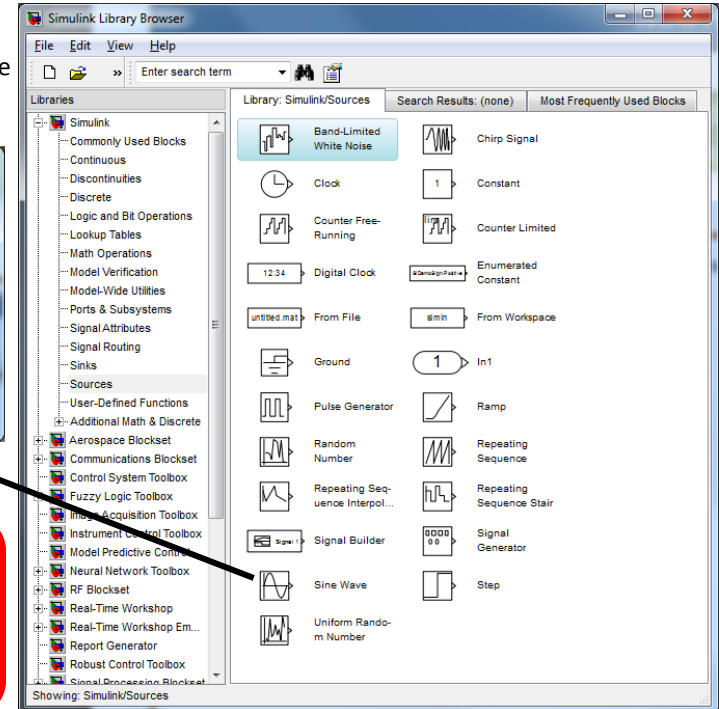 Simulink Library Browser
File Edit View Help
e
» Enter search term
Libraries
Library: Simulink/Sources Search Results: (none) Most Frequently Used Blocks
Simulink
Commonly Used Blocks
Continuous
Discontinuities
Discrete
Logic and Bit Operations
Lookup Tables
Math Operations
Model Verification
Model-Wide Utilities
Ports & Subsystems
Signal Attributes
Signal Routing
Sinks
Sources
User-Defined Functions
Additional Math & Discrete
Aerospace Blockset
Communications Blockset
Control System Toolbox
Fuzzy Logic Toolbox
Image Acquisition Toolbox
Instrument Control Toolbox
Model Predictive Control
Neural Network Toolbox
RF Blockset
Real-Time Workshop
Real-Time Workshop Em...
Report Generator
Robust Control Toolbox
Signal Processing Blockset
Band-Limited
White Noise
Chirp Signal
Clock
1 Constant
Counter Free-
Running
lim Counter Limited
12:34 Digital Clock
Enumerated
Constant
untitled.mat From File
simin From Workspace
Ground
1 In1
Pulse Generator
Ramp
Random
Number
Repeating
Sequence
Repeating Seq-
uence Interpol...
Repeating
Sequence Stair
Signal 1 Signal Builder
Signal
Generator
Sine Wave
Step
Uniform Rando-
m Number
Showing: Simulink/Sources